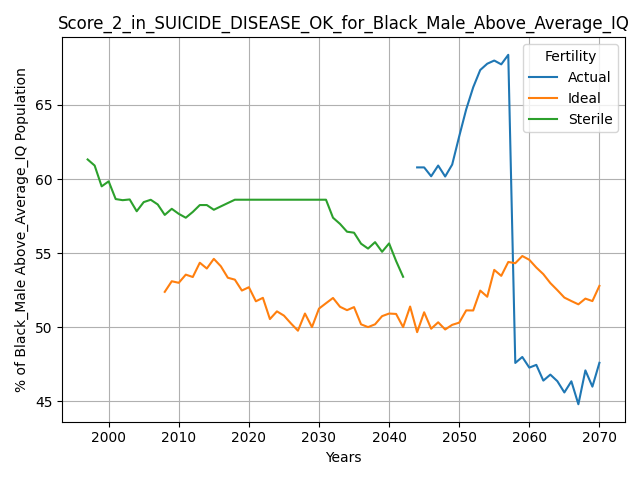 Score_2_in_SUICIDE_DISEASE_OK_for_Black_Male_Above_Average_IQ
% of Black_Male Above_Average_IQ Population
65
60
55
50
45
Fertility
Actual
Ideal
Sterile
2000 2010 2020 2030 2040 2050 2060 2070
Years